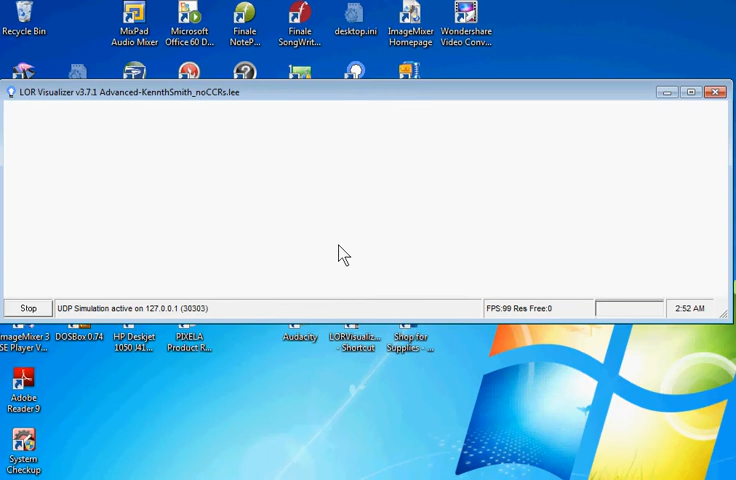 Recycle Bin
MixPad
Audio Mixer
Microsoft
Office 60 D...
Finale
NoteP...
Finale
SongWrit...
desktop.ini
ImageMixer
Homepage
Wondershare
Video Conv...
LOR Visualizer v3.7.1 Advanced-KennthSmith_noCCRs.lee
Stop
UDP Simulation active on 127.0.0.1 (30303)
FPS:99 Res Free:0
2:52 AM
ImageMixer 3
SE Player V...
DOSBox 0.74
HP Deskjet
1050 J41...
PIXELA
Product R...
Audacity
LORVisualiz...
- Shortcut
Shop for
Supplies - ...
Adobe
Reader 9
System
Checkup